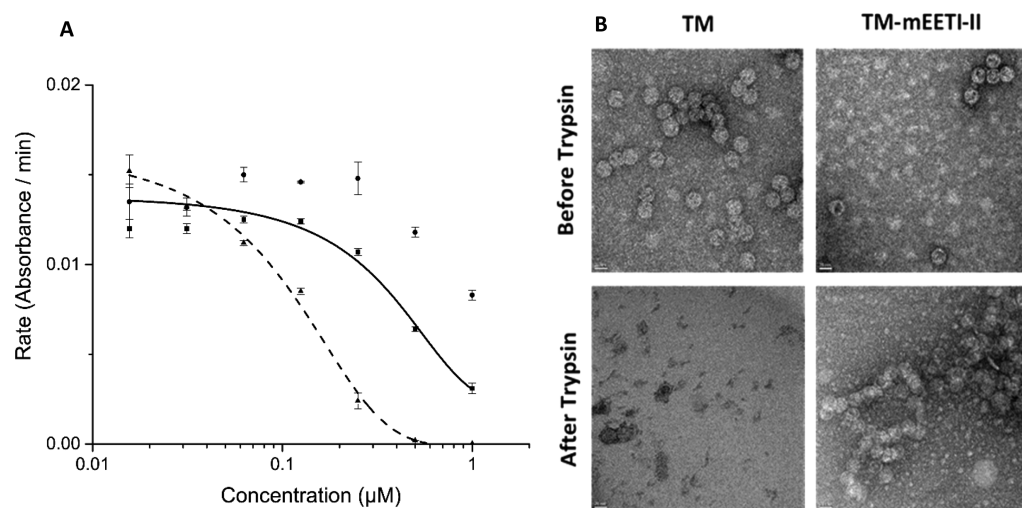 A
0.02
0.01
0.00
0.01
0.1
1
Rate (Absorbance / min)
Concentration (µM)
B
TM
TM-mEETI-II
Before Trypsin
After Trypsin